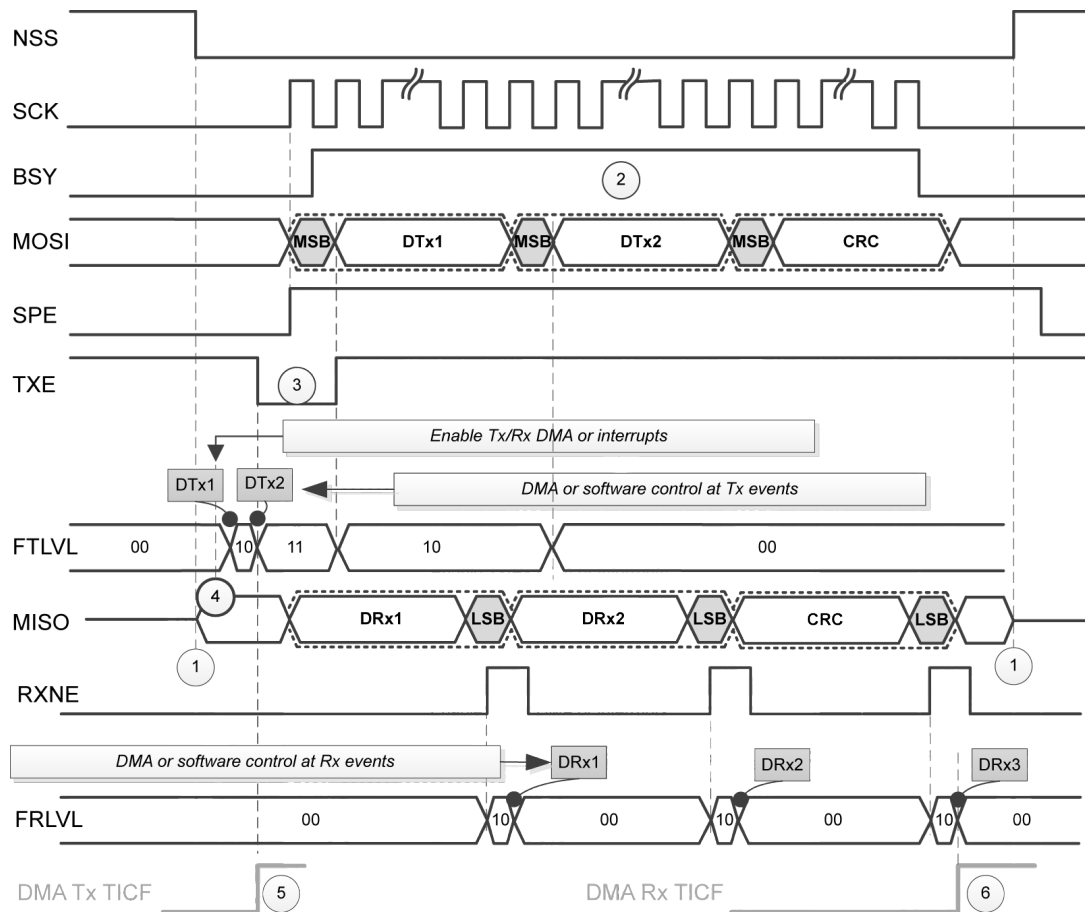 NSS
SCK
BSY
2
MOSI
MSB DTx1 MSB DTx2 MSB CRC
SPE
TXE
3
Enable Tx/Rx DMA or interrupts
DTx1 DTx2
DMA or software control at Tx events
FTLVL
00 10 11 10 00
4
MISO
DRx1 LSB DRx2 LSB CRC LSB
1 1
RXNE
DMA or software control at Rx events
DRx1 DRx2 DRx3
FRLVL
00 10 00 10 00 10 00
DMA Tx TICF 5 DMA Rx TICF 6